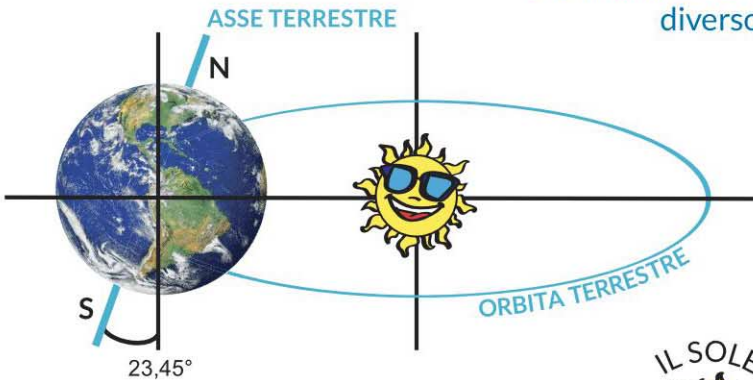 ASSE TERRESTRE
diverso
N
S
ORBITA TERRESTRE
23,45°
IL SOLE